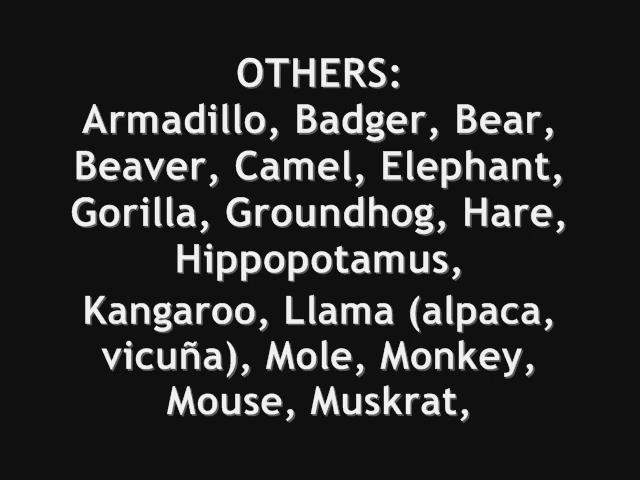 OTHERS:
Armadillo, Badger, Bear,
Beaver, Camel, Elephant,
Gorilla, Groundhog, Hare,
Hippopotamus,
Kangaroo, Llama (alpaca,
vicuña), Mole, Monkey,
Mouse, Muskrat,